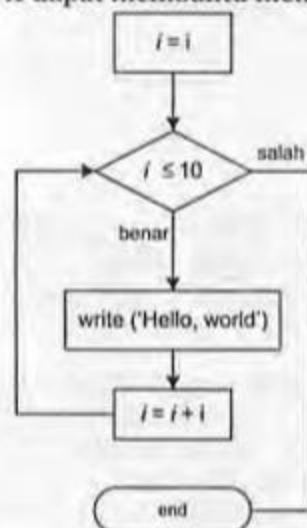 i = i
i ≤ 10
salah
benar
write ('Hello, world')
i = i + i
end